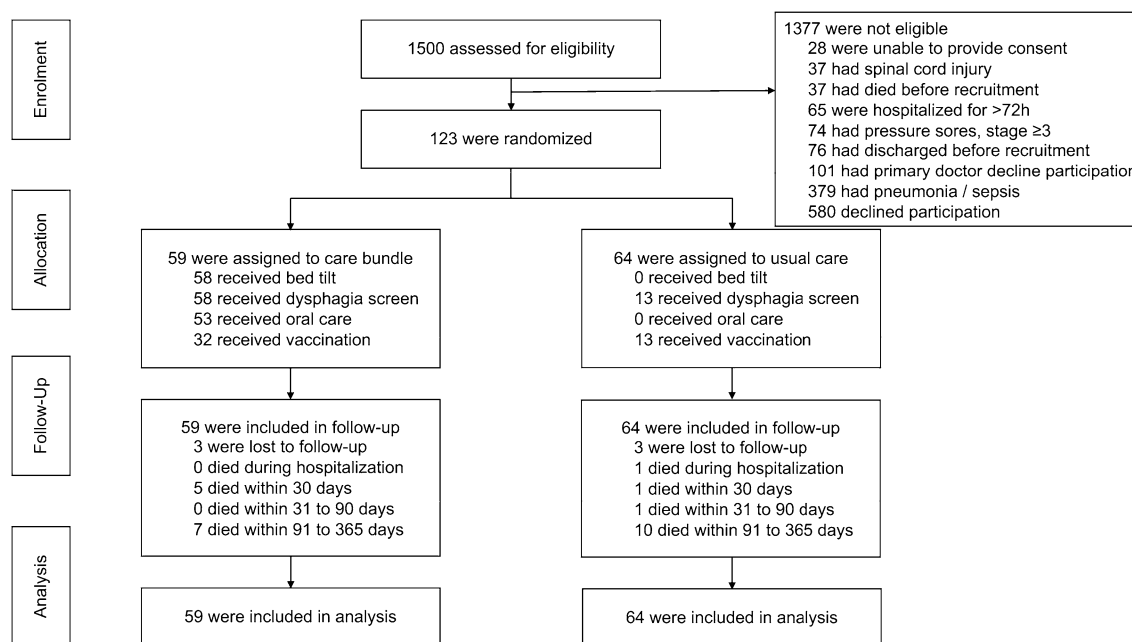 Enrolment
1500 assessed for eligibility
1377 were not eligible
28 were unable to provide consent
37 had spinal cord injury
37 had died before recruitment
65 were hospitalized for >72h
74 had pressure sores, stage ≥3
76 had discharged before recruitment
101 had primary doctor decline participation
379 had pneumonia / sepsis
580 declined participation
123 were randomized
Allocation
59 were assigned to care bundle
58 received bed tilt
58 received dysphagia screen
53 received oral care
32 received vaccination
64 were assigned to usual care
0 received bed tilt
13 received dysphagia screen
0 received oral care
13 received vaccination
Follow-Up
59 were included in follow-up
3 were lost to follow-up
0 died during hospitalization
5 died within 30 days
0 died within 31 to 90 days
7 died within 91 to 365 days
64 were included in follow-up
3 were lost to follow-up
1 died during hospitalization
1 died within 30 days
1 died within 31 to 90 days
10 died within 91 to 365 days
Analysis
59 were included in analysis
64 were included in analysis